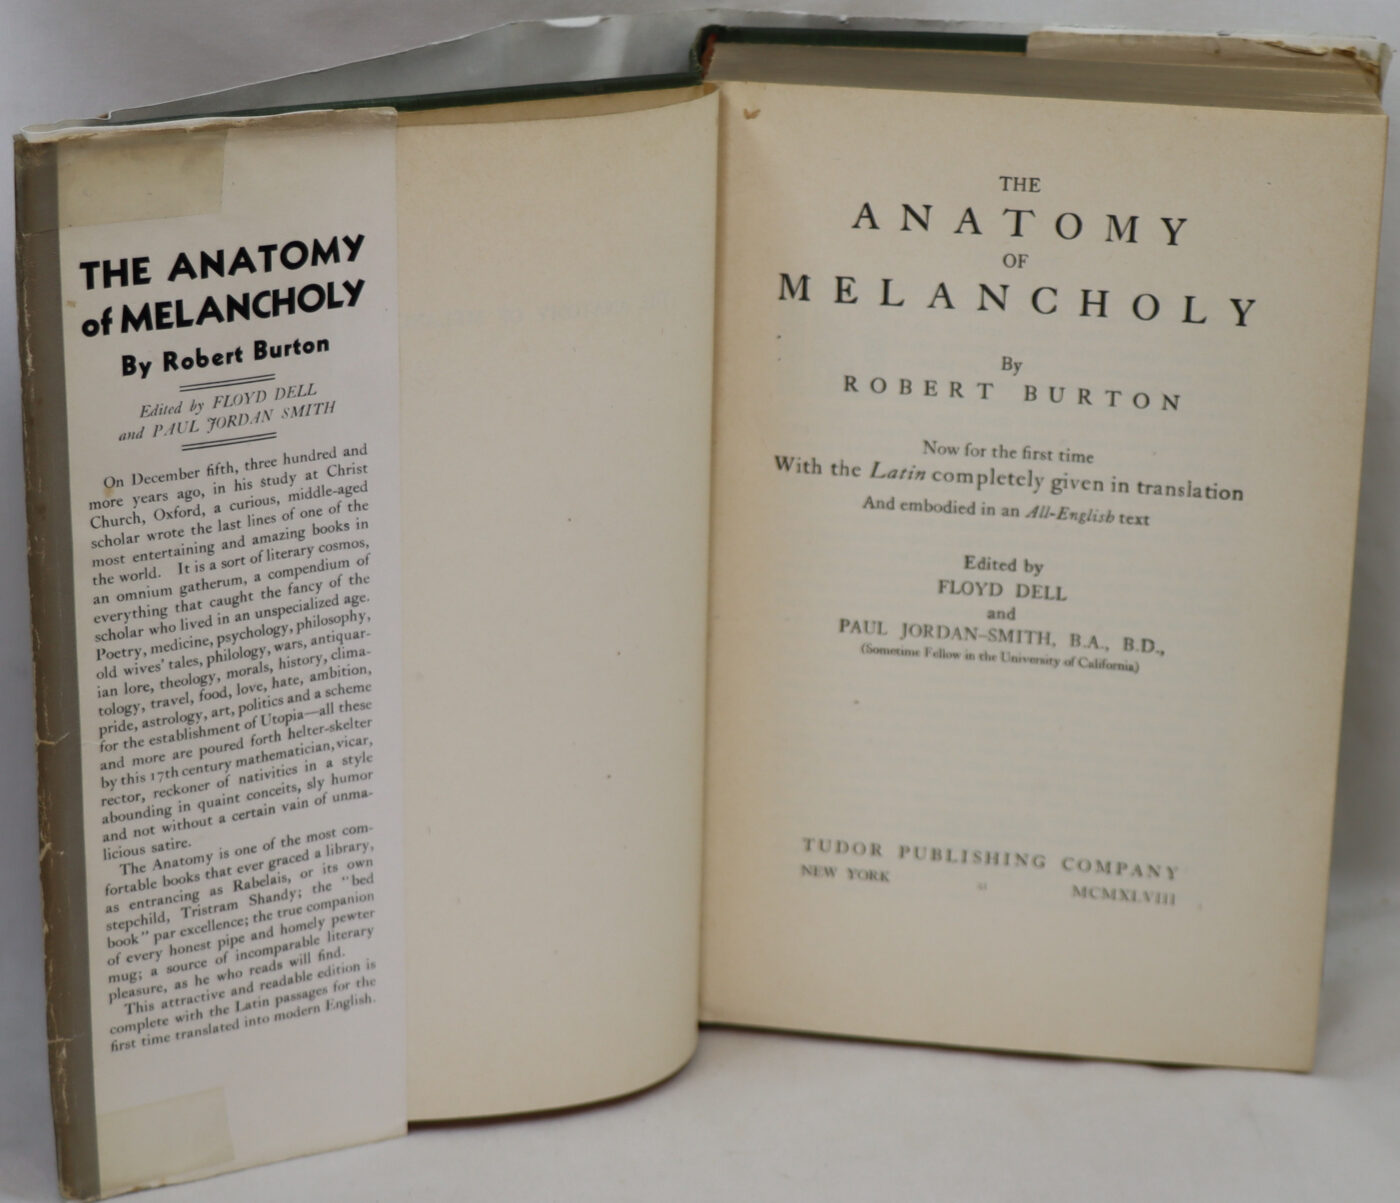 THE ANATOMY
of MELANCHOLY
By Robert Burton
Edited by FLOYD DELL
and PAUL JORDAN SMITH
On December fifth, three hundred and
more years ago, in his study at Christ
Church, Oxford, a curious, middle-aged
scholar wrote the last lines of one of the
most entertaining and amazing books in
the world. It is a sort of literary cosmos,
an omnium gatherum, a compendium of
everything that caught the fancy of the
scholar who lived in an unspecialized age.
Poetry, medicine, psychology, philosophy,
old wives' tales, philology, wars, antiquar-
ian lore, theology, morals, history, clima-
tology, travel, food, love, hate, ambition,
pride, astrology, art, politics and a scheme
for the establishment of Utopia—all these
and more are poured forth helter-skelter
by this 17th century mathematician, vicar,
rector, reckoner of nativities in a style
abounding in quaint conceits, sly humor
and not without a certain vain of unma-
licious satire.
The Anatomy is one of the most com-
fortable books that ever graced a library,
as entrancing as Rabelais, or its own
stepchild, Tristram Shandy; the "bed
book" par excellence; the true companion
of every honest pipe and homely pewter
mug; a source of incomparable literary
pleasure, as he who reads will find.
This attractive and readable edition is
complete with the Latin passages for the
first time translated into modern English.
THE
ANATOMY
OF
MELANCHOLY
By
ROBERT BURTON
Now for the first time
With the Latin completely given in translation
And embodied in an All-English text
Edited by
FLOYD DELL
and
PAUL JORDAN-SMITH, B.A., B.D.,
(Sometime Fellow in the University of California)
TUDOR PUBLISHING COMPANY
NEW YORK MCMXLVIII